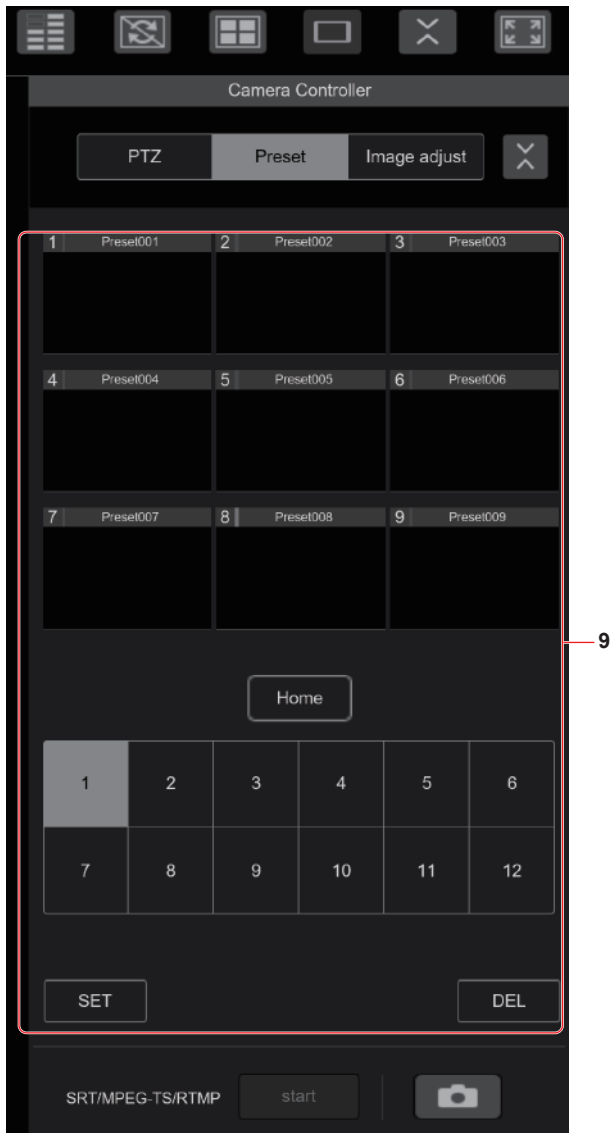 Camera Controller
PTZ Preset Image adjust
1 Preset001 2 Preset002 3 Preset003
4 Preset004 5 Preset005 6 Preset006
7 Preset007 8 Preset008 9 Preset009
9
Home
1 2 3 4 5 6
7 8 9 10 11 12
SET DEL
SRT/MPEG-TS/RTMP start